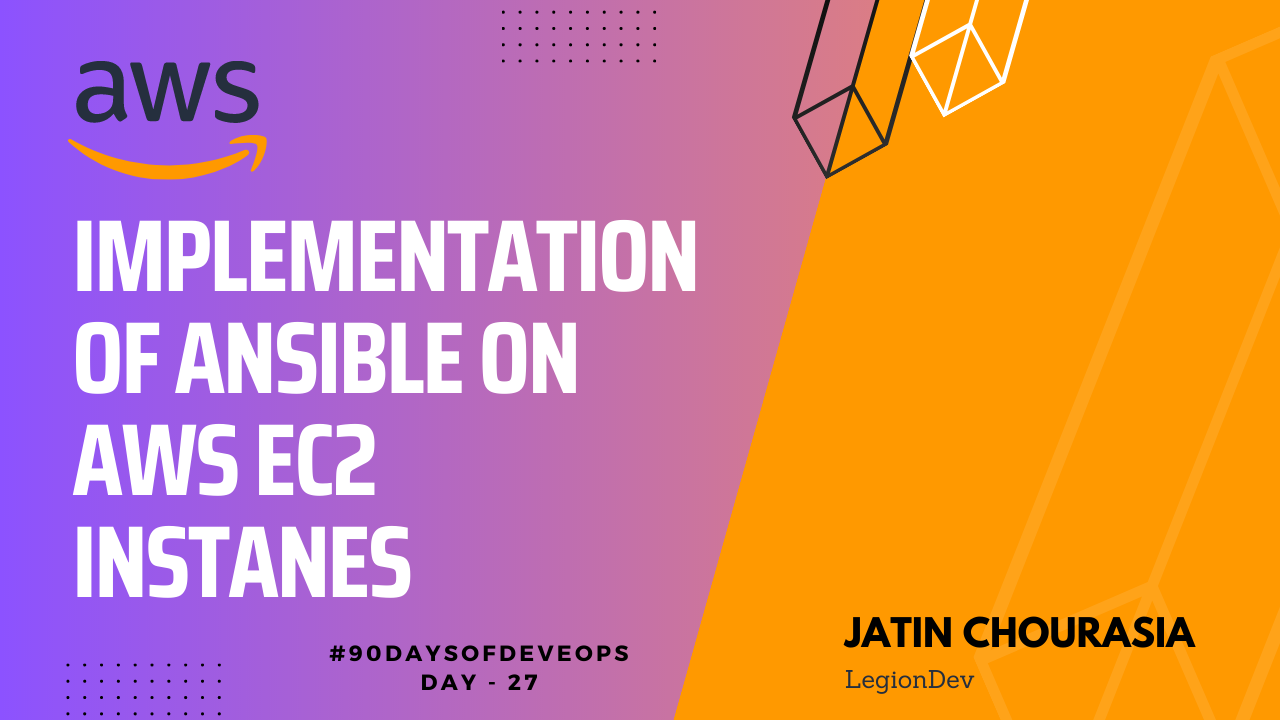 aws
IMPLEMENTATION
OF ANSIBLE ON
AWS EC2
INSTANES
#90DAYSOFDEVEOPS
DAY - 27
JATIN CHOURASIA
LegionDev